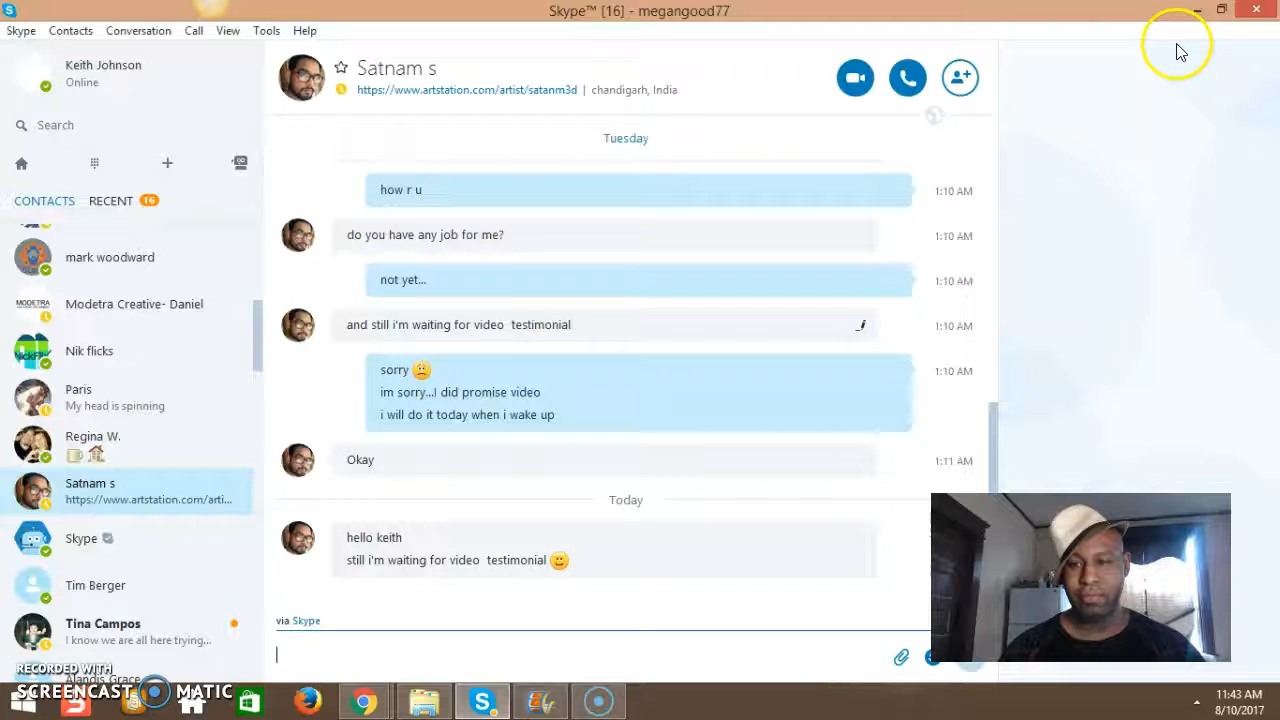 Skype™ [16] - megangood77
Skype Contacts Conversation Call View Tools Help
Keith Johnson
Online
Search
CONTACTS RECENT 16
mark woodward
MODETRA
Modetra Creative- Daniel
Nik flicks
Paris
My head is spinning
Regina W.
Satnam s
https://www.artstation.com/arti...
Skype
Tim Berger
Tina Campos
I know we are all here trying...
Alandis Grace
Satnam s
https://www.artstation.com/artist/satanm3d | chandigarh, India
Tuesday
how r u 1:10 AM
do you have any job for me? 1:10 AM
not yet... 1:10 AM
and still i'm waiting for video testimonial 1:10 AM
sorry 1:10 AM
im sorry...I did promise video
i will do it today when i wake up
Okay 1:11 AM
Today
hello keith
still i'm waiting for video testimonial
via Skype
RECORDED WITH
SCREENCAST MATIC
11:43 AM
8/10/2017